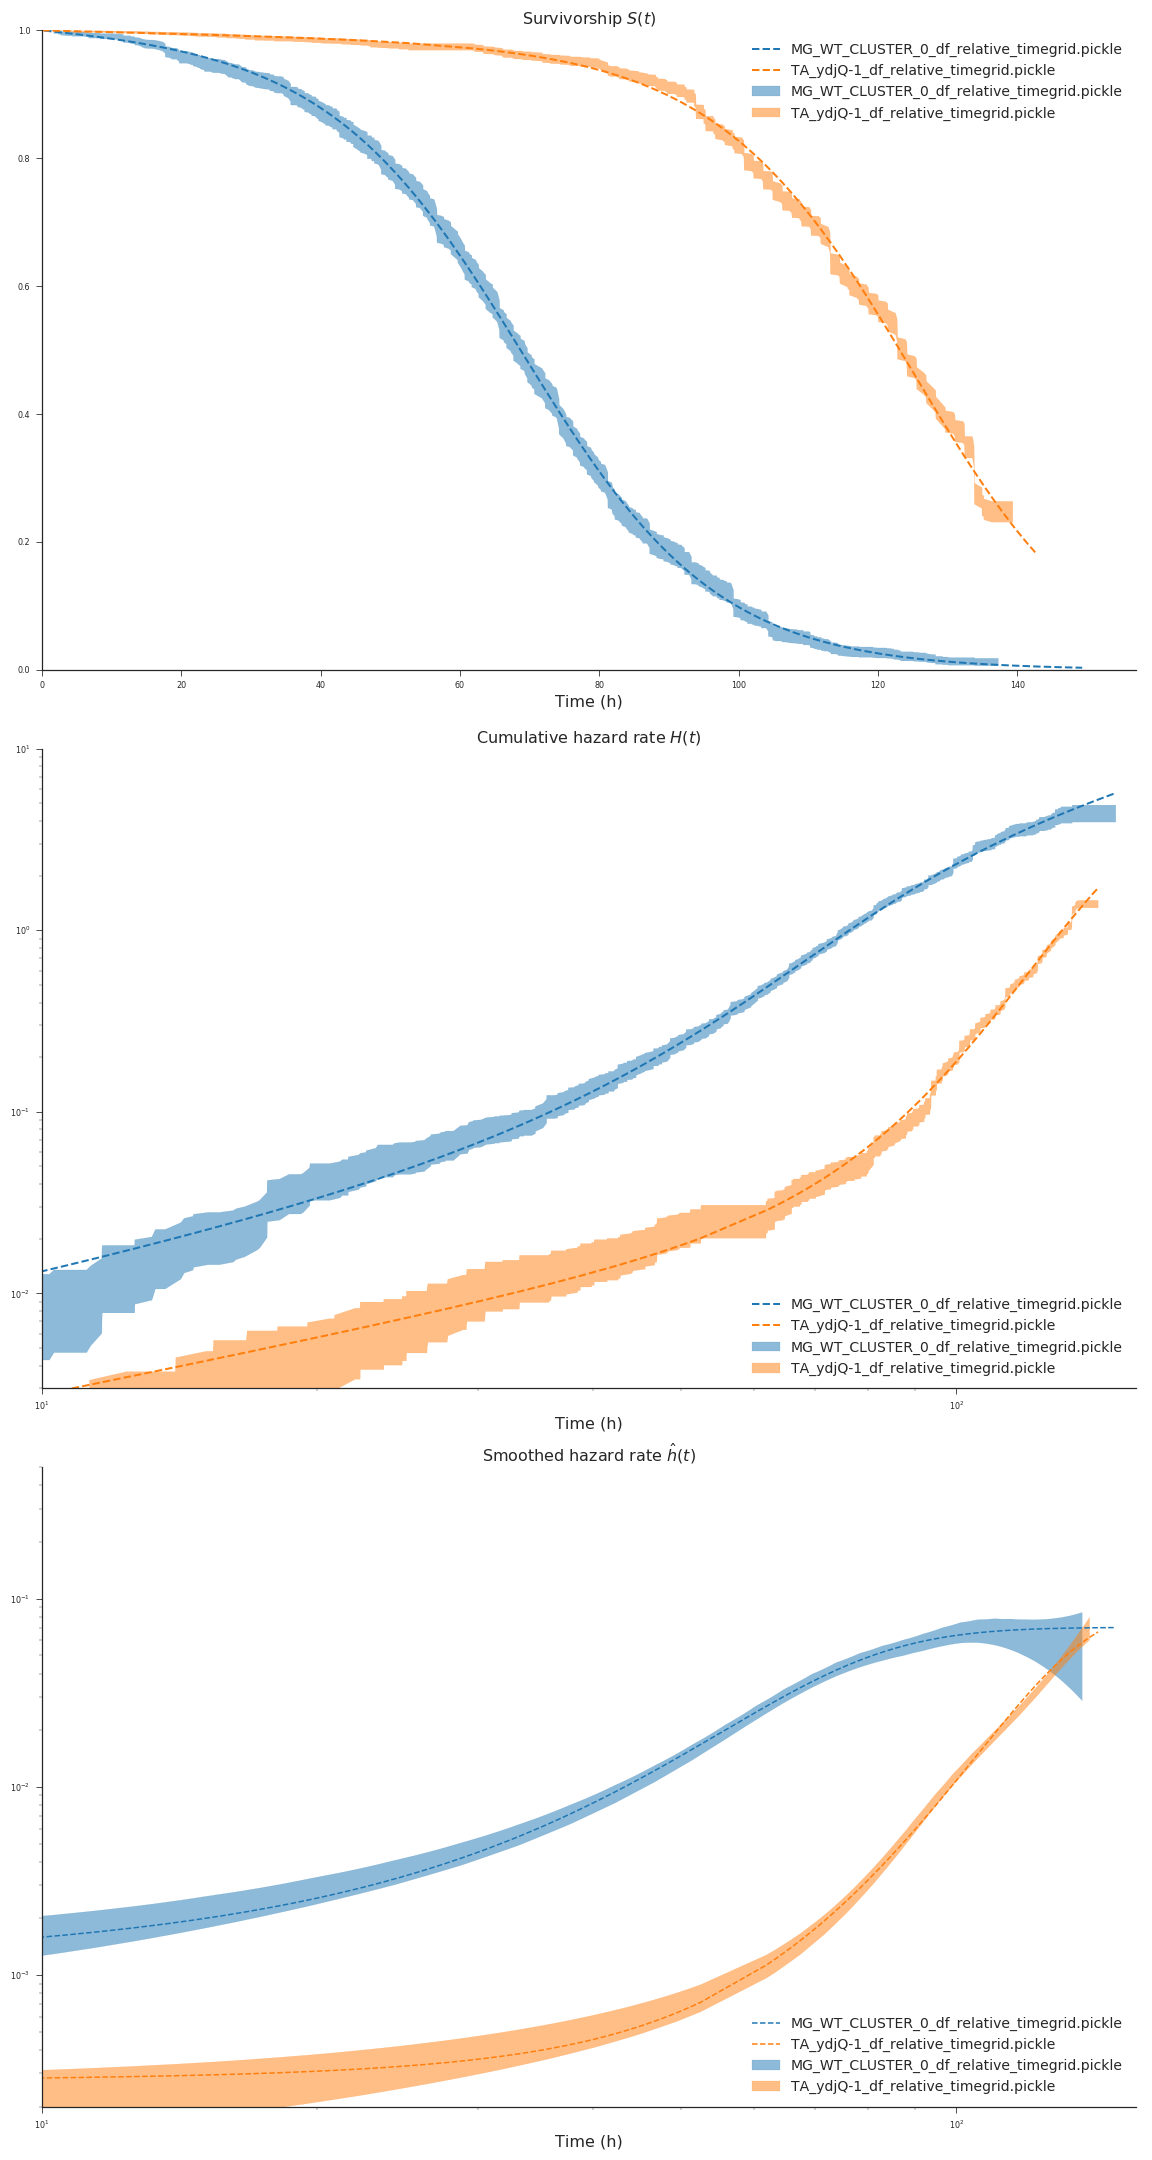 Survivorship S(t)
1.0
0.8
0.6
0.4
0.2
0.0
MG_WT_CLUSTER_0_df_relative_timegrid.pickle
TA_ydjQ-1_df_relative_timegrid.pickle
MG_WT_CLUSTER_0_df_relative_timegrid.pickle
TA_ydjQ-1_df_relative_timegrid.pickle
0 20 40 60 80 100 120 140
Time (h)
Cumulative hazard rate H(t)
10¹
10⁰
10⁻¹
10⁻²
MG_WT_CLUSTER_0_df_relative_timegrid.pickle
TA_ydjQ-1_df_relative_timegrid.pickle
MG_WT_CLUSTER_0_df_relative_timegrid.pickle
TA_ydjQ-1_df_relative_timegrid.pickle
10¹ 10²
Time (h)
Smoothed hazard rate ĥ(t)
10⁻¹
10⁻²
10⁻³
MG_WT_CLUSTER_0_df_relative_timegrid.pickle
TA_ydjQ-1_df_relative_timegrid.pickle
MG_WT_CLUSTER_0_df_relative_timegrid.pickle
TA_ydjQ-1_df_relative_timegrid.pickle
10¹ 10²
Time (h)